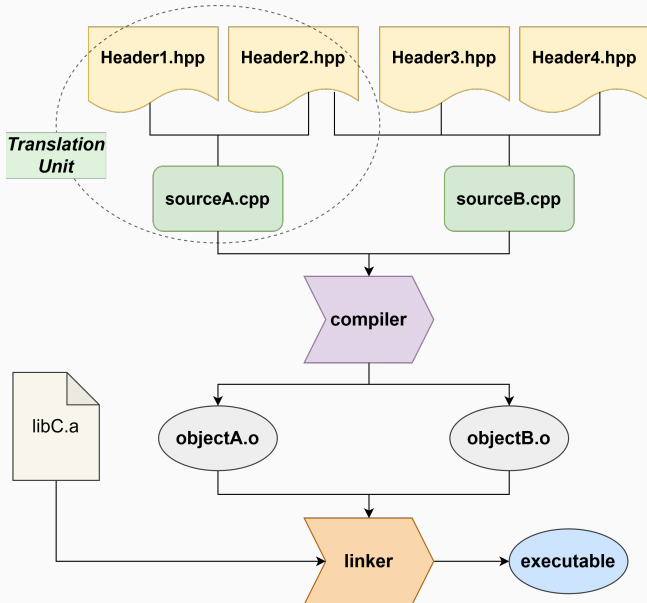 Header1.hpp
Header2.hpp
Header3.hpp
Header4.hpp
Translation
Unit
sourceA.cpp
sourceB.cpp
compiler
libC.a
objectA.o
objectB.o
linker
executable